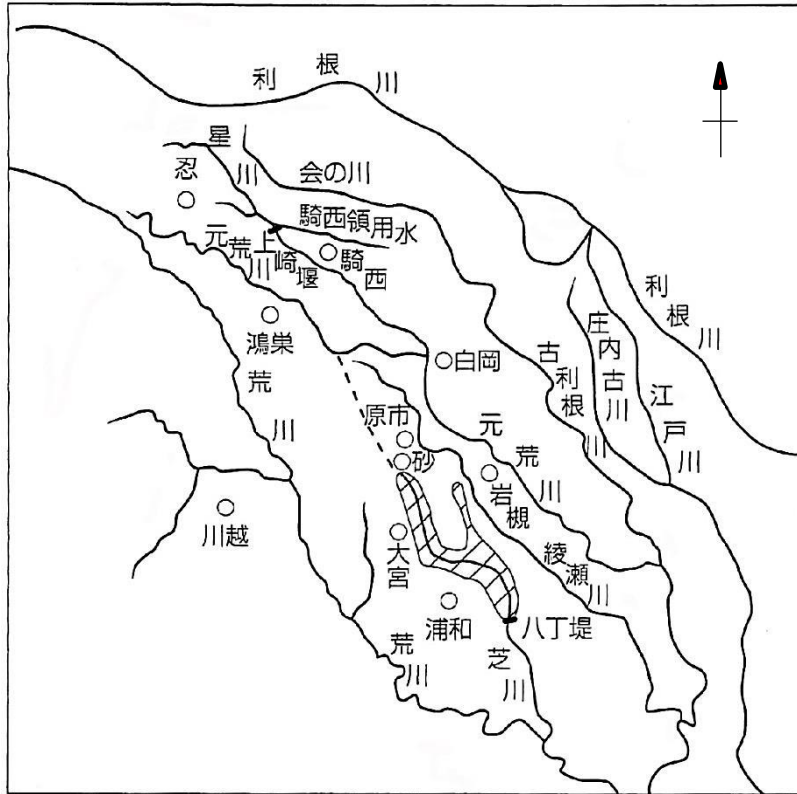 利根川
星川
忍
会の川
騎西領用水
元荒川
上崎堰
騎西
鴻巣
荒川
白岡
利根川
庄内古川
古利根川
江戸川
原市
砂
元荒川
岩槻
川越
大宮
綾瀬川
浦和
八丁堤
荒川
芝川